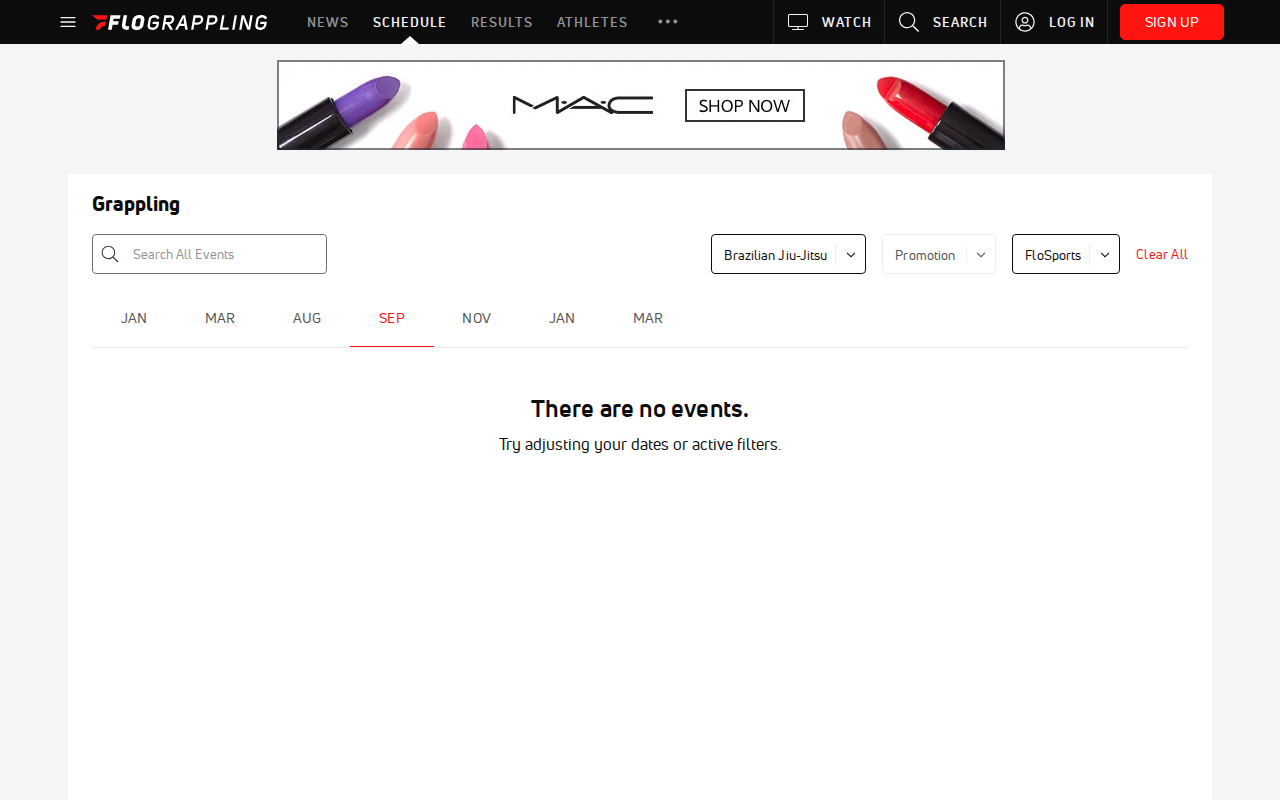 FLOGRAPPLING
NEWS
SCHEDULE
RESULTS
ATHLETES
WATCH
SEARCH
LOG IN
SIGN UP
MAC
SHOP NOW
Grappling
Search All Events
Brazilian Jiu-Jitsu
Promotion
FloSports
Clear All
JAN
MAR
AUG
SEP
NOV
JAN
MAR
There are no events.
Try adjusting your dates or active filters.